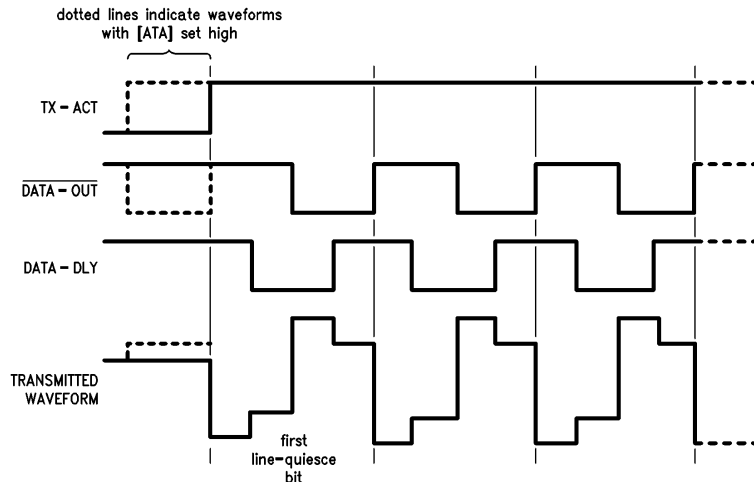 dotted lines indicate waveforms
with [ATA] set high
TX-ACT
DATA-OUT
DATA-DLY
TRANSMITTED
WAVEFORM
first
line-quiesce
bit